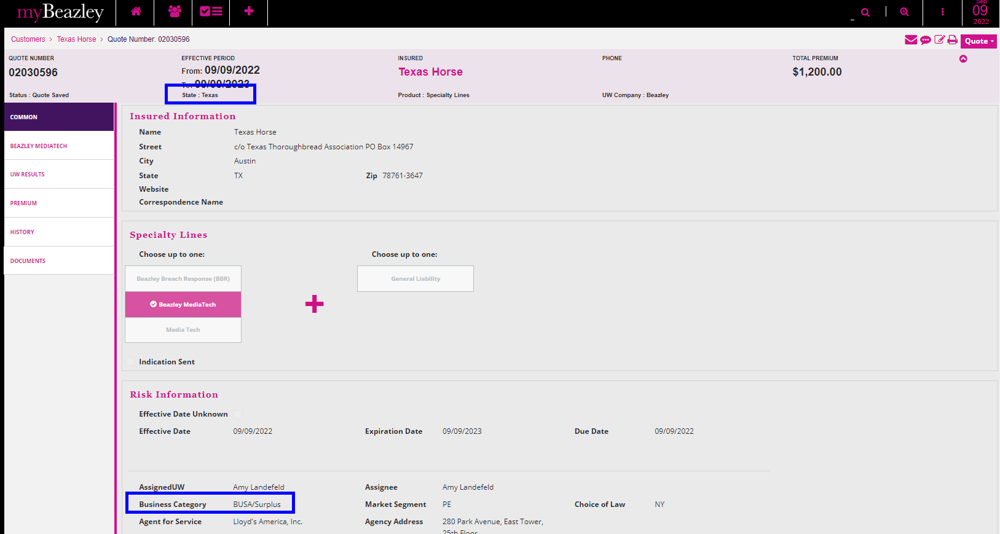 myBeazley
Sep
09
2022
Customers > Texas Horse > Quote Number: 02030596
Quote
QUOTE NUMBER EFFECTIVE PERIOD INSURED PHONE TOTAL PREMIUM
02030596 From: 09/09/2022 Texas Horse $1,200.00
To: 09/09/2023
Status : Quote Saved State : Texas Product : Specialty Lines UW Company : Beazley
COMMON
BEAZLEY MEDIATECH
UW RESULTS
PREMIUM
HISTORY
DOCUMENTS
Insured Information
Name Texas Horse
Street c/o Texas Thoroughbread Association PO Box 14967
City Austin
State TX Zip 78761-3647
Website
Correspondence Name
Specialty Lines
Choose up to one: Choose up to one:
Beazley Breach Response (BBR) General Liability
Beazley MediaTech
Media Tech
Indication Sent
Risk Information
Effective Date Unknown
Effective Date 09/09/2022 Expiration Date 09/09/2023 Due Date 09/09/2022
AssignedUW Amy Landefeld Assignee Amy Landefeld
Business Category BUSA/Surplus Market Segment PE Choice of Law NY
Agent for Service Lloyd's America, Inc. Agency Address 280 Park Avenue, East Tower,
25th Floor